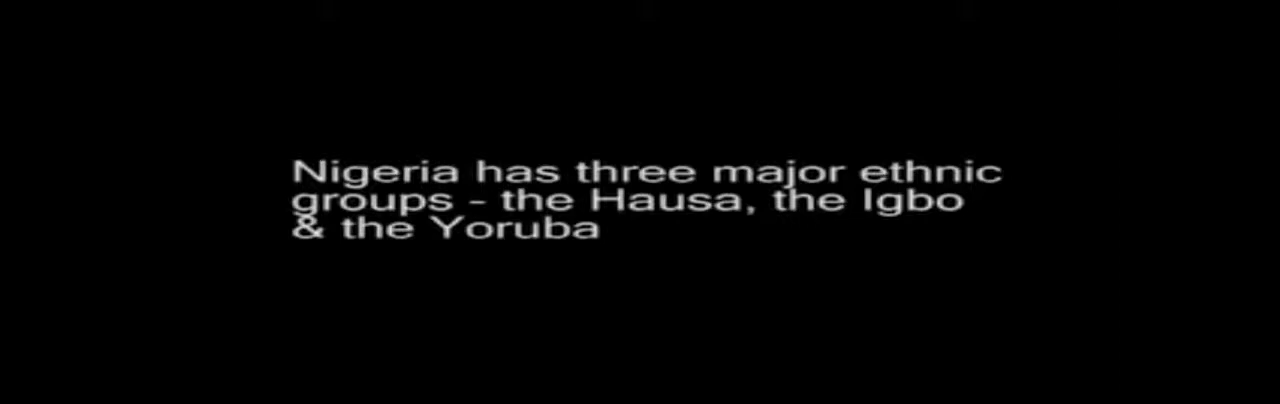 Nigeria has three major ethnic
groups - the Hausa, the Igbo
& the Yoruba